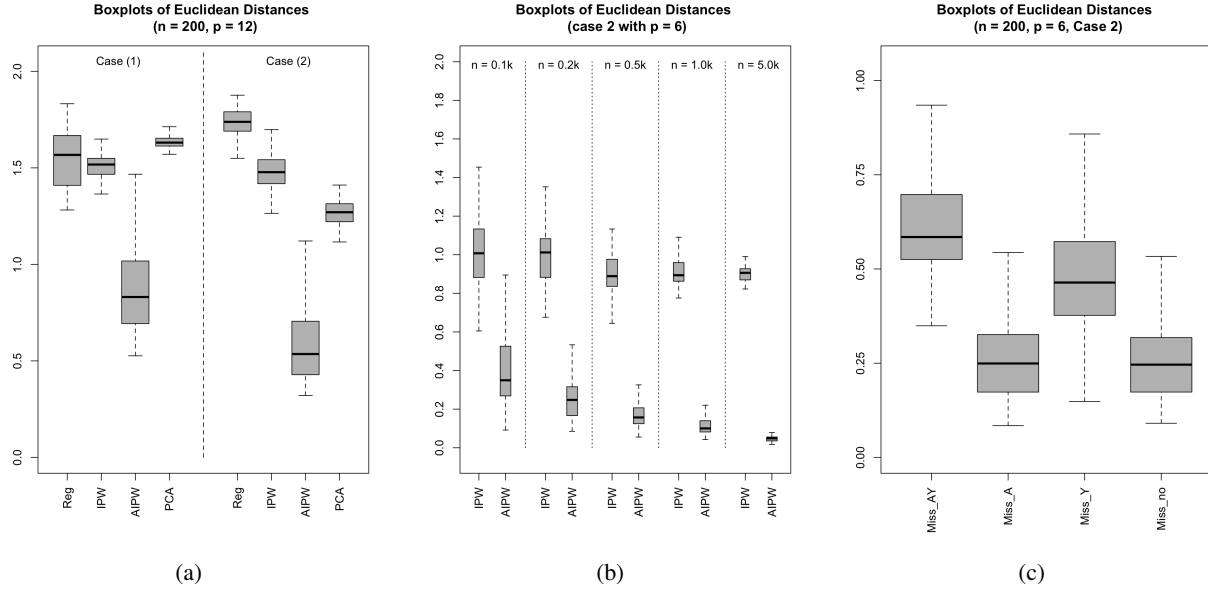 Boxplots of Euclidean Distances
(n = 200, p = 12)
Case (1)
Case (2)
2.0
1.5
1.0
0.5
0.0
Reg
IPW
AIPW
PCA
Reg
IPW
AIPW
PCA
(a)
Boxplots of Euclidean Distances
(case 2 with p = 6)
n = 0.1k
n = 0.2k
n = 0.5k
n = 1.0k
n = 5.0k
2.0
1.8
1.6
1.4
1.2
1.0
0.8
0.6
0.4
0.2
0.0
IPW
AIPW
IPW
AIPW
IPW
AIPW
IPW
AIPW
IPW
AIPW
(b)
Boxplots of Euclidean Distances
(n = 200, p = 6, Case 2)
1.00
0.75
0.50
0.25
0.00
Miss_AY
Miss_A
Miss_Y
Miss_no
(c)